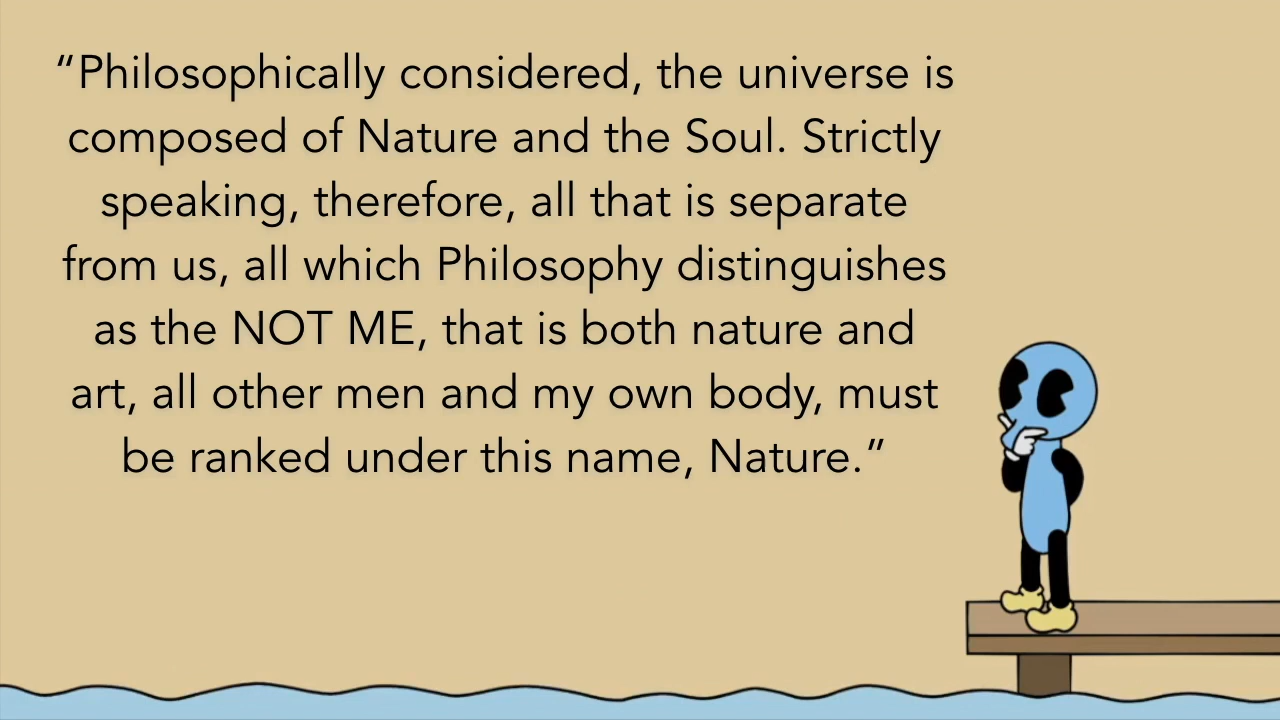 “Philosophically considered, the universe is
composed of Nature and the Soul. Strictly
speaking, therefore, all that is separate
from us, all which Philosophy distinguishes
as the NOT ME, that is both nature and
art, all other men and my own body, must
be ranked under this name, Nature.”